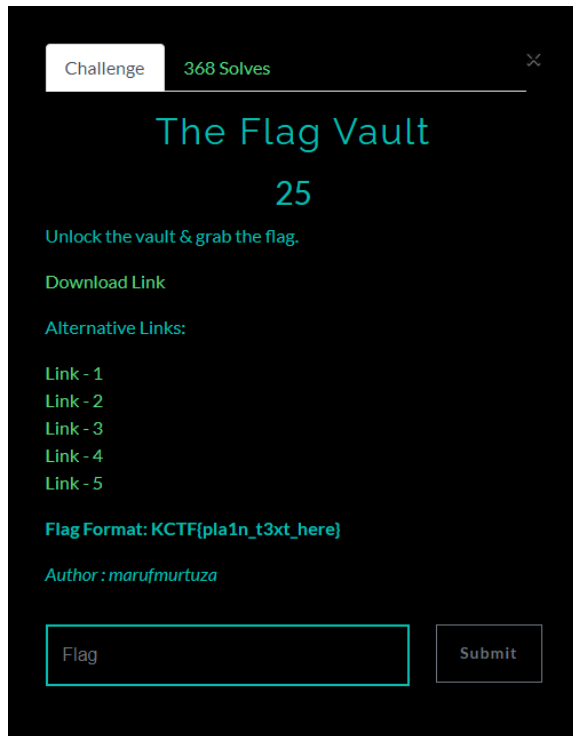 Challenge 368 Solves
The Flag Vault
25
Unlock the vault & grab the flag.
Download Link
Alternative Links:
Link - 1
Link - 2
Link - 3
Link - 4
Link - 5
Flag Format: KCTF{pla1n_t3xt_here}
Author : marufmurtuza
Flag Submit